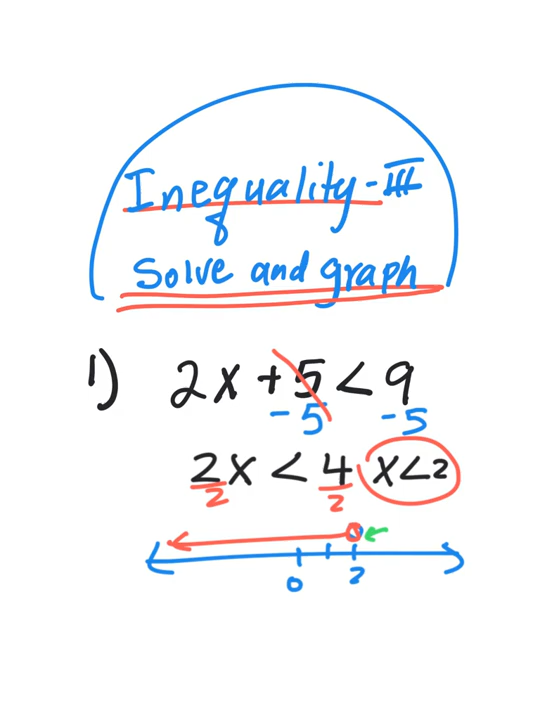 Inequality-III
Solve and graph
1) 2x + 5 < 9
-5 -5
2x < 4 x<2
2 2
0 2